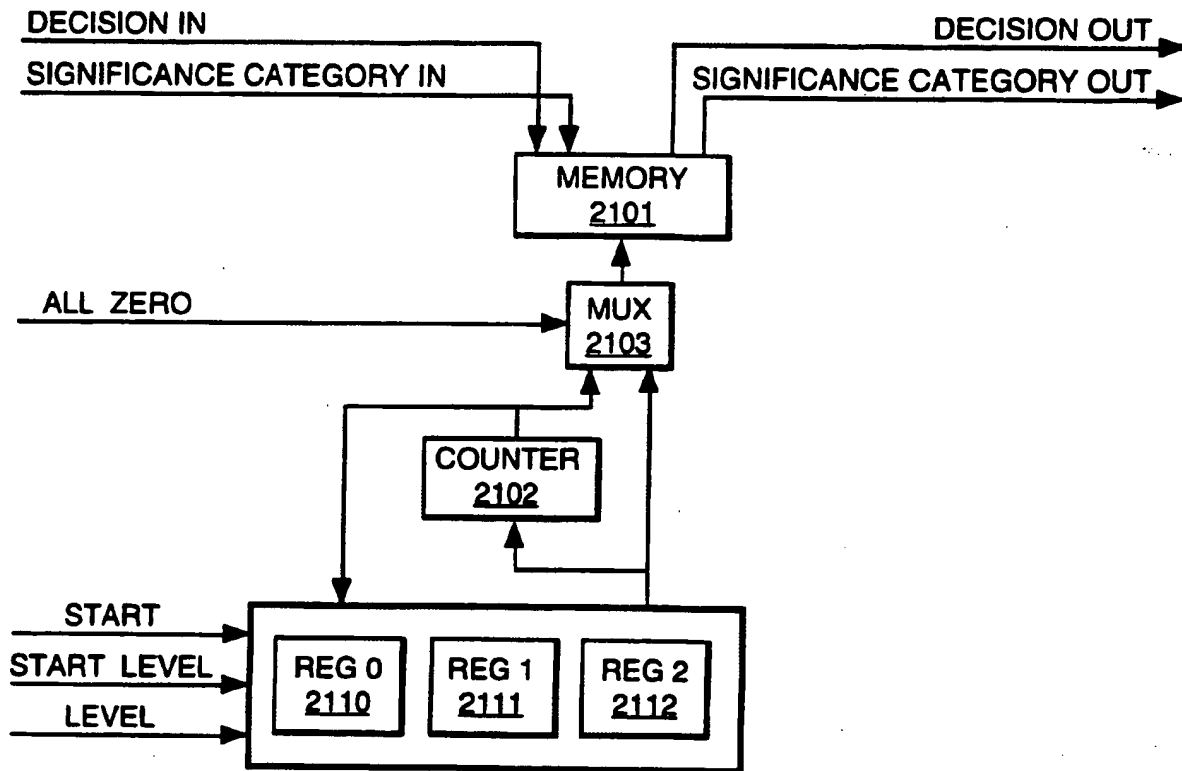 DECISION IN
DECISION OUT
SIGNIFICANCE CATEGORY IN
SIGNIFICANCE CATEGORY OUT
MEMORY
2101
ALL ZERO
MUX
2103
COUNTER
2102
START
START LEVEL
LEVEL
REG 0
2110
REG 1
2111
REG 2
2112